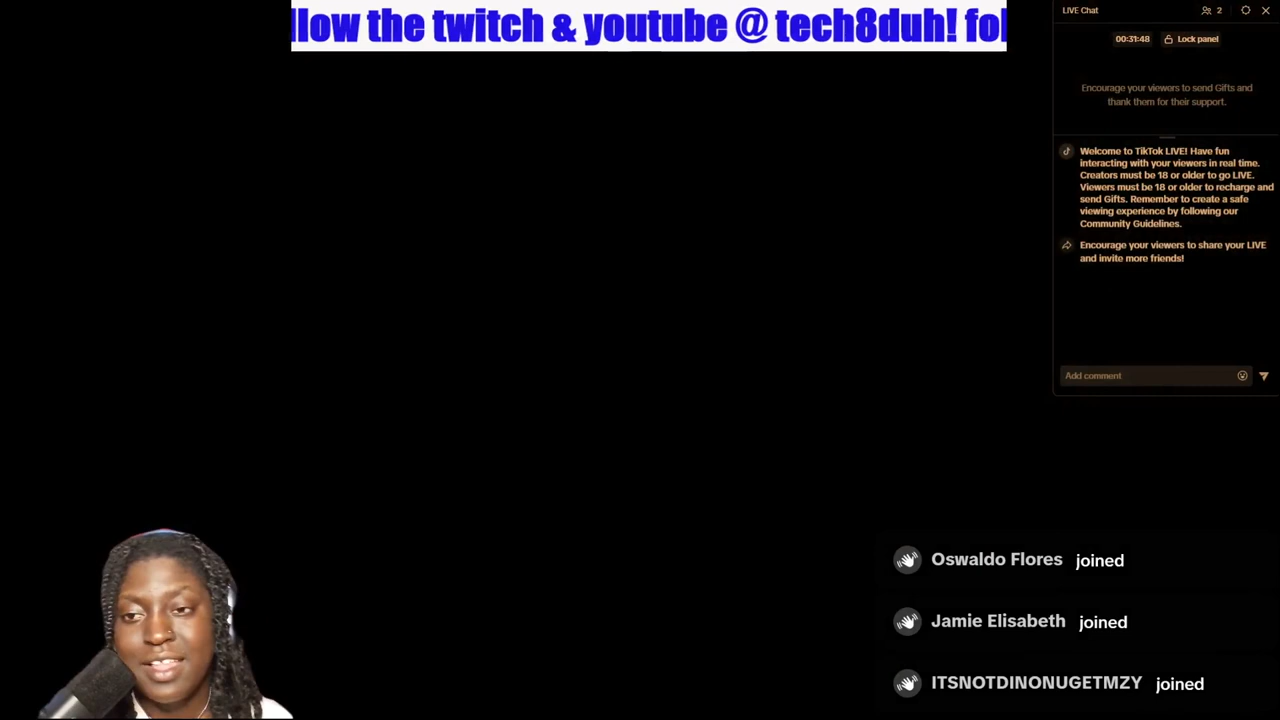 llow the twitch & youtube @ tech8duh! fol
LIVE Chat
2
00:31:48
Lock panel
Encourage your viewers to send Gifts and
thank them for their support.
Welcome to TikTok LIVE! Have fun
interacting with your viewers in real time.
Creators must be 18 or older to go LIVE.
Viewers must be 18 or older to recharge and
send Gifts. Remember to create a safe
viewing experience by following our
Community Guidelines.
Encourage your viewers to share your LIVE
and invite more friends!
Add comment
Oswaldo Flores joined
Jamie Elisabeth joined
ITSNOTDINONUGETMZY joined